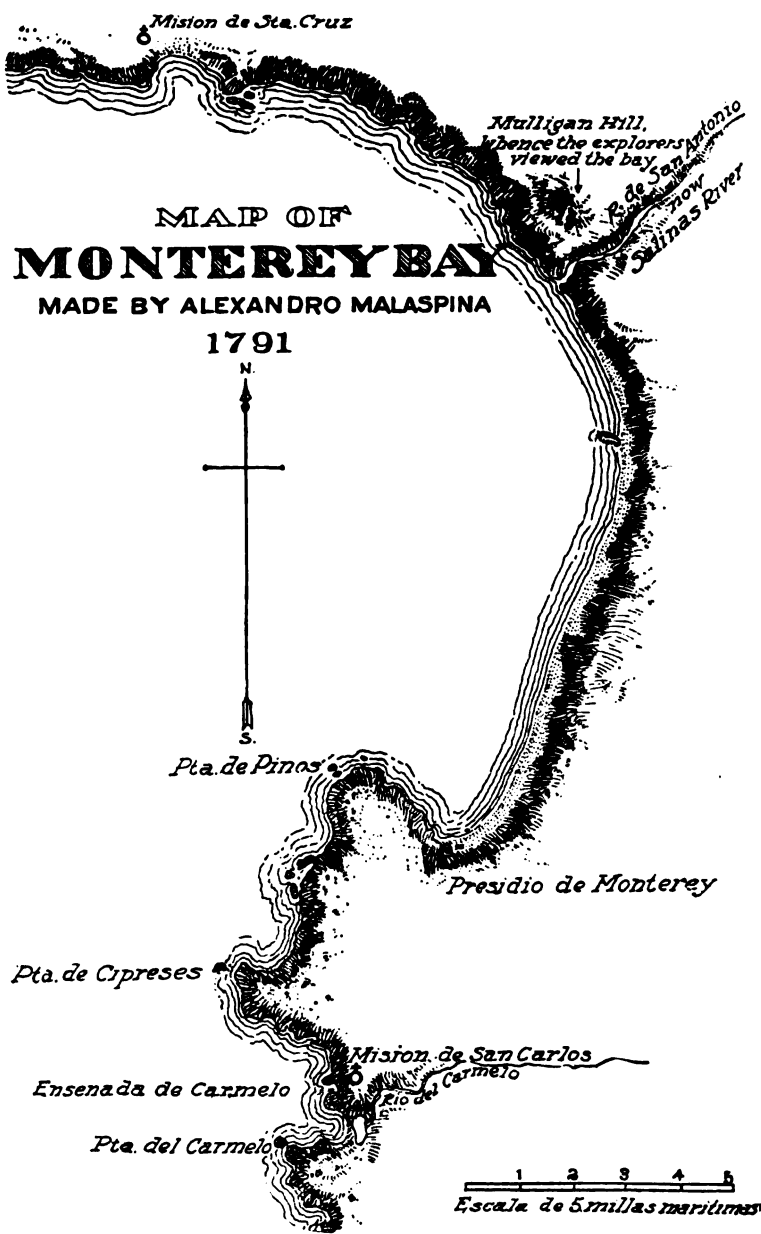 Mision de Sta. Cruz
Mulligan Hill,
whence the explorers
viewed the bay
R. de San Antonio
now
Salinas River
MAP OF
MONTEREY BAY
MADE BY ALEXANDRO MALASPINA
1791
N.
S.
Pta. de Pinos
Presidio de Monterey
Pta. de Cipreses
Mision de San Carlos
Ensenada de Carmelo
Rio del Carmelo
Pta. del Carmelo
1 2 3 4 5
Escala de 5 millas maritimas